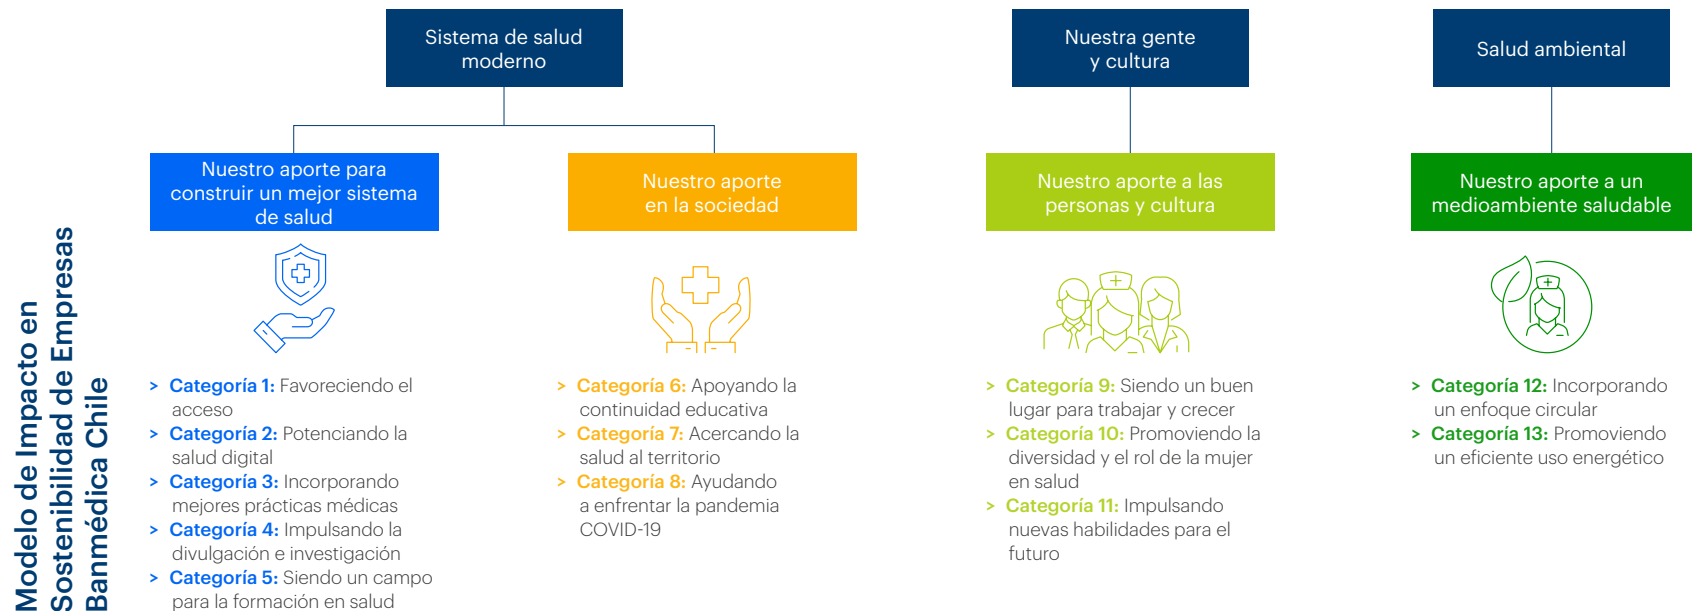 Modelo de Impacto en
Sostenibilidad de Empresas
Banmédica Chile
Sistema de salud
moderno
Nuestra gente
y cultura
Salud ambiental
Nuestro aporte para
construir un mejor sistema
de salud
Nuestro aporte
en la sociedad
Nuestro aporte a las
personas y cultura
Nuestro aporte a un
medioambiente saludable
> Categoría 1: Favoreciendo el
acceso
> Categoría 2: Potenciando la
salud digital
> Categoría 3: Incorporando
mejores prácticas médicas
> Categoría 4: Impulsando la
divulgación e investigación
> Categoría 5: Siendo un campo
para la formación en salud
> Categoría 6: Apoyando la
continuidad educativa
> Categoría 7: Acercando la
salud al territorio
> Categoría 8: Ayudando
a enfrentar la pandemia
COVID-19
> Categoría 9: Siendo un buen
lugar para trabajar y crecer
> Categoría 10: Promoviendo la
diversidad y el rol de la mujer
en salud
> Categoría 11: Impulsando
nuevas habilidades para el
futuro
> Categoría 12: Incorporando
un enfoque circular
> Categoría 13: Promoviendo
un eficiente uso energético